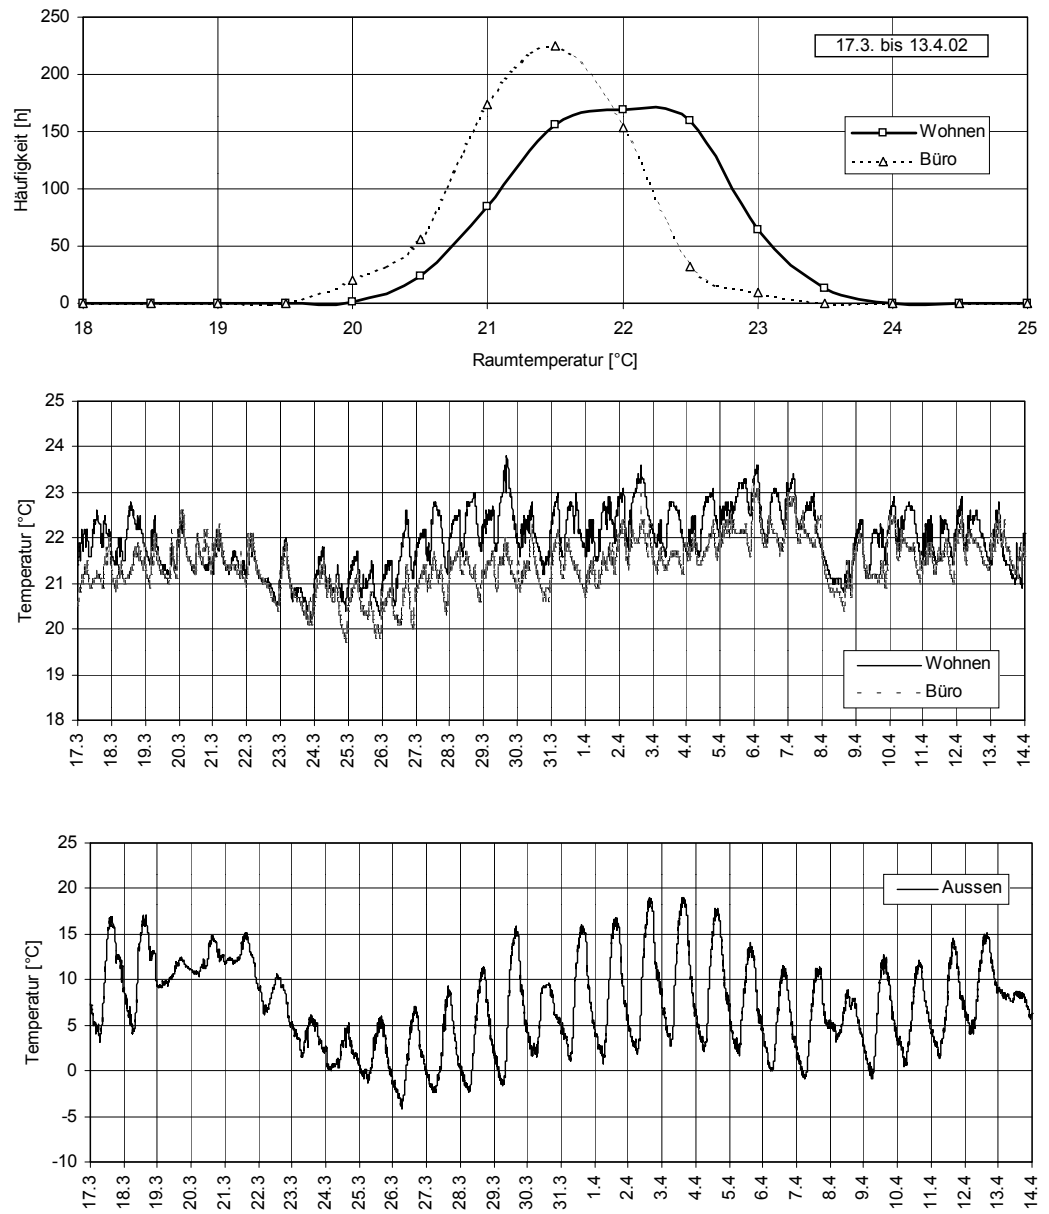 250
200
150
100
50
0
Häufigkeit [h]
17.3. bis 13.4.02
Wohnen
Büro
18 19 20 21 22 23 24 25
Raumtemperatur [°C]
25
24
23
22
21
20
19
18
Temperatur [°C]
Wohnen
Büro
17.3 18.3 19.3 20.3 21.3 22.3 23.3 24.3 25.3 26.3 27.3 28.3 29.3 30.3 31.3 1.4 2.4 3.4 4.4 5.4 6.4 7.4 8.4 9.4 10.4 11.4 12.4 13.4 14.4
25
20
15
10
5
0
-5
-10
Temperatur [°C]
Aussen
17.3 18.3 19.3 20.3 21.3 22.3 23.3 24.3 25.3 26.3 27.3 28.3 29.3 30.3 31.3 1.4 2.4 3.4 4.4 5.4 6.4 7.4 8.4 9.4 10.4 11.4 12.4 13.4 14.4